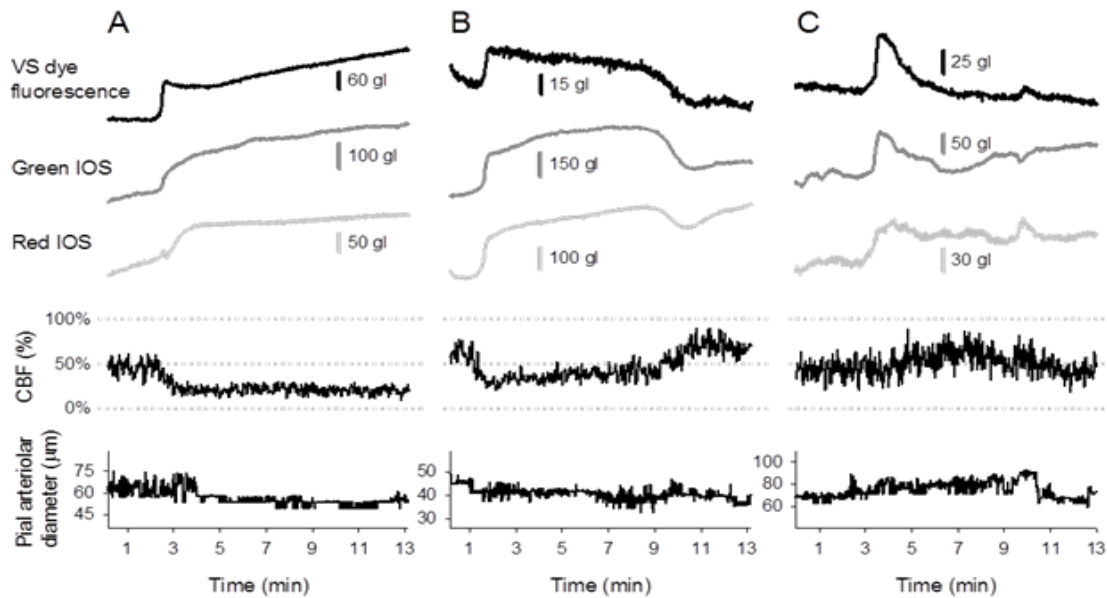 A
B
C
VS dye
fluorescence
60 gl
15 gl
25 gl
Green IOS
100 gl
150 gl
50 gl
Red IOS
50 gl
100 gl
30 gl
CBF (%)
100%
50%
0%
Pial arteriolar
diameter (µm)
75
60
45
50
40
30
100
80
60
1 3 5 7 9 11 13
1 3 5 7 9 11 13
1 3 5 7 9 11 13
Time (min)
Time (min)
Time (min)